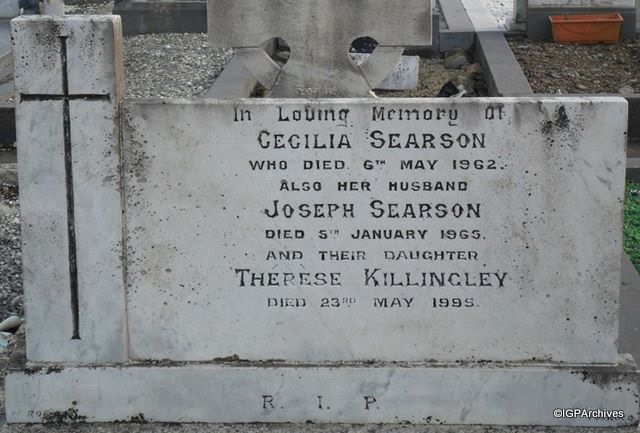 In Loving Memory Of
CECILIA SEARSON
WHO DIED 6TH MAY 1962.
ALSO HER HUSBAND
JOSEPH SEARSON
DIED 5TH JANUARY 1965.
AND THEIR DAUGHTER
THERÈSE KILLINGLEY
DIED 23RD MAY 1995.
R. I. P.
©IGPArchives